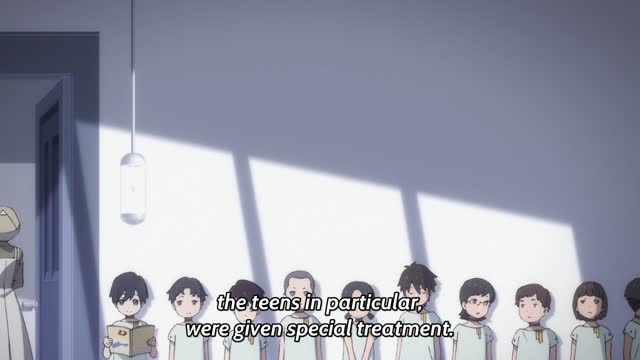 the teens in particular,
were given special treatment.